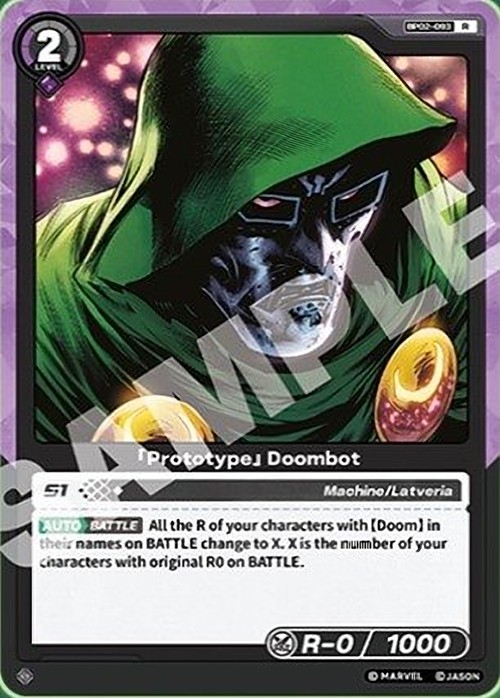 2
LEVEL
BP02-093 R
SAMPLE
「Prototype」 Doombot
S1
Machine/Latveria
AUTO BATTLE All the R of your characters with【Doom】in
their names on BATTLE change to X. X is the number of your
characters with original R0 on BATTLE.
R-0 / 1000
© MARVEL © JASON